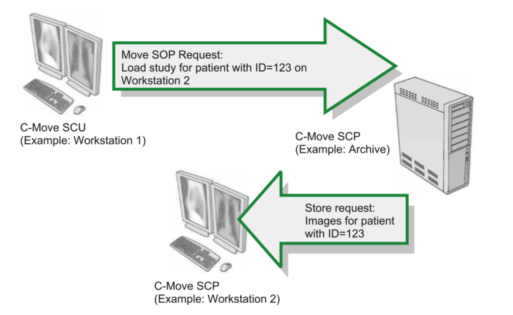 Move SOP Request:
Load study for patient with ID=123 on
Workstation 2
C-Move SCU
(Example: Workstation 1)
C-Move SCP
(Example: Archive)
Store request:
Images for patient
with ID=123
C-Move SCP
(Example: Workstation 2)